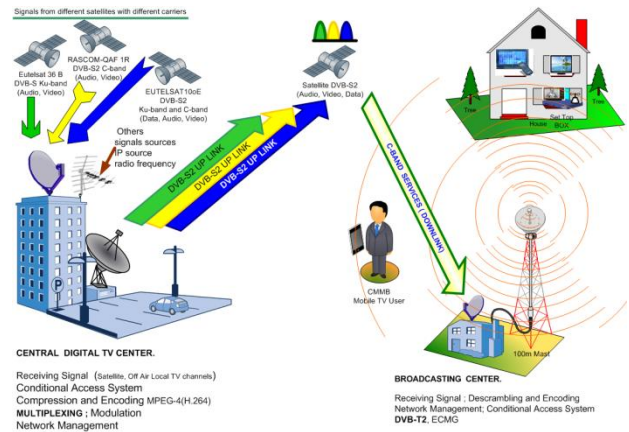 Signals from different satellites with different carriers
Eutelsat 36 B
DVB-S Ku-band
(Audio, Video)
RASCOM-QAF 1R
DVB-S2 C-band
(Audio, Video)
EUTELSAT10oE
DVB-S2
Ku-band and C-band
(Data, Audio, Video)
Others
signals sources
IP source
radio frequency
DVB-S2 UP LINK
DVB-S2 UP LINK
DVB-S2 UP LINK
Satellite DVB-S2
(Audio, Video, Data)
C-BAND SERVICES ( DOWNLINK)
Tree
House
Set Top
BOX
Tree
CMMB
Mobile TV User
100m Mast
P
CENTRAL DIGITAL TV CENTER.
Receiving Signal (Satellite, Off Air Local TV channels)
Conditional Access System
Compression and Encoding MPEG-4(H.264)
MULTIPLEXING ; Modulation
Network Management
BROADCASTING CENTER.
Receiving Signal ; Descrambling and Encoding
Network Management; Conditional Access System
DVB-T2, ECMG